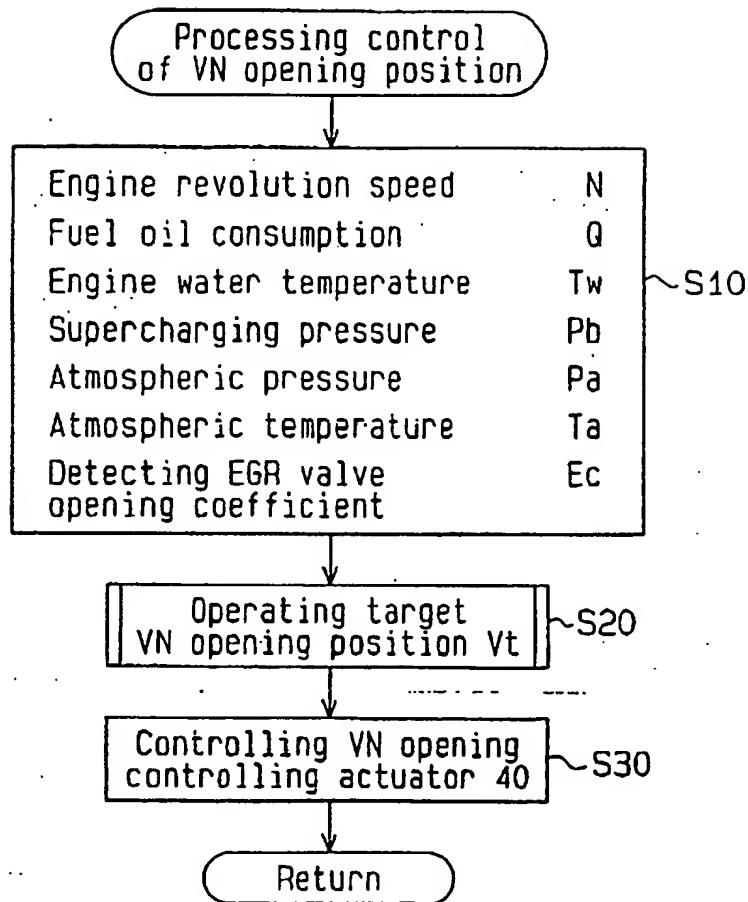 Processing control
of VN opening position
Engine revolution speed N
Fuel oil consumption Q
Engine water temperature Tw
Supercharging pressure Pb
Atmospheric pressure Pa
Atmospheric temperature Ta
Detecting EGR valve Ec
opening coefficient
S10
Operating target
VN opening position Vt
S20
Controlling VN opening
controlling actuator 40
S30
Return